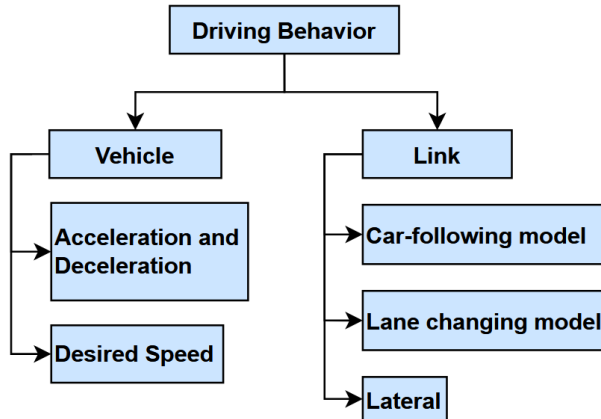 Driving Behavior
Vehicle
Acceleration and
Deceleration
Desired Speed
Link
Car-following model
Lane changing model
Lateral